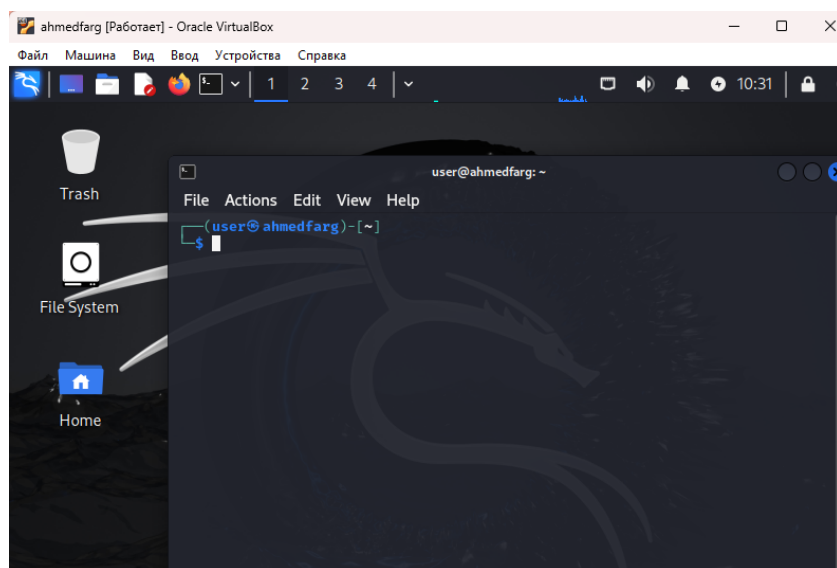 ahmedfarg [Работает] - Oracle VirtualBox
Файл Машина Вид Ввод Устройства Справка
1 2 3 4 10:31
user@ahmedfarg: ~
Trash
File Actions Edit View Help
┌──(user㉿ahmedfarg)-[~]
└─$
File System
Home